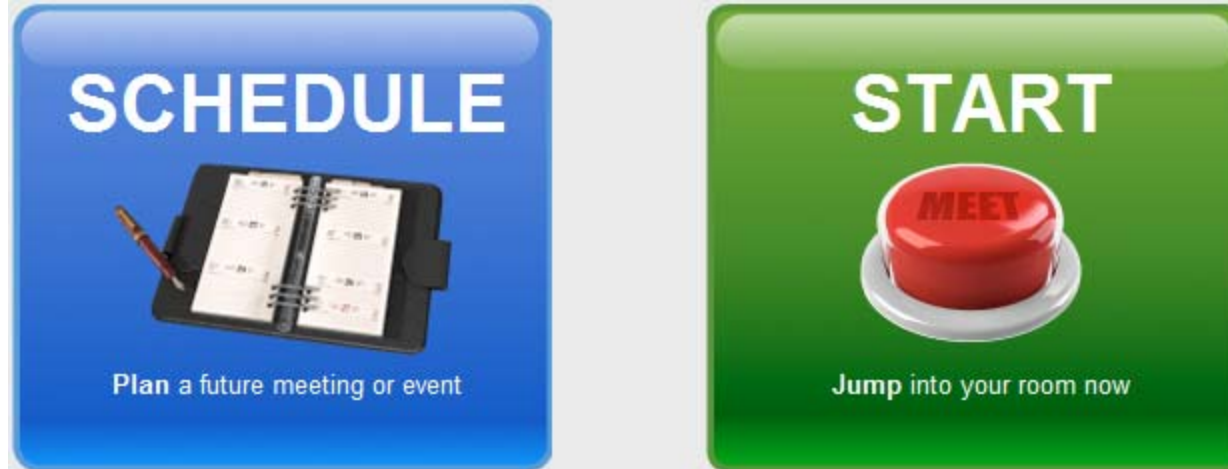 SCHEDULE
Plan a future meeting or event
START
MEET
Jump into your room now